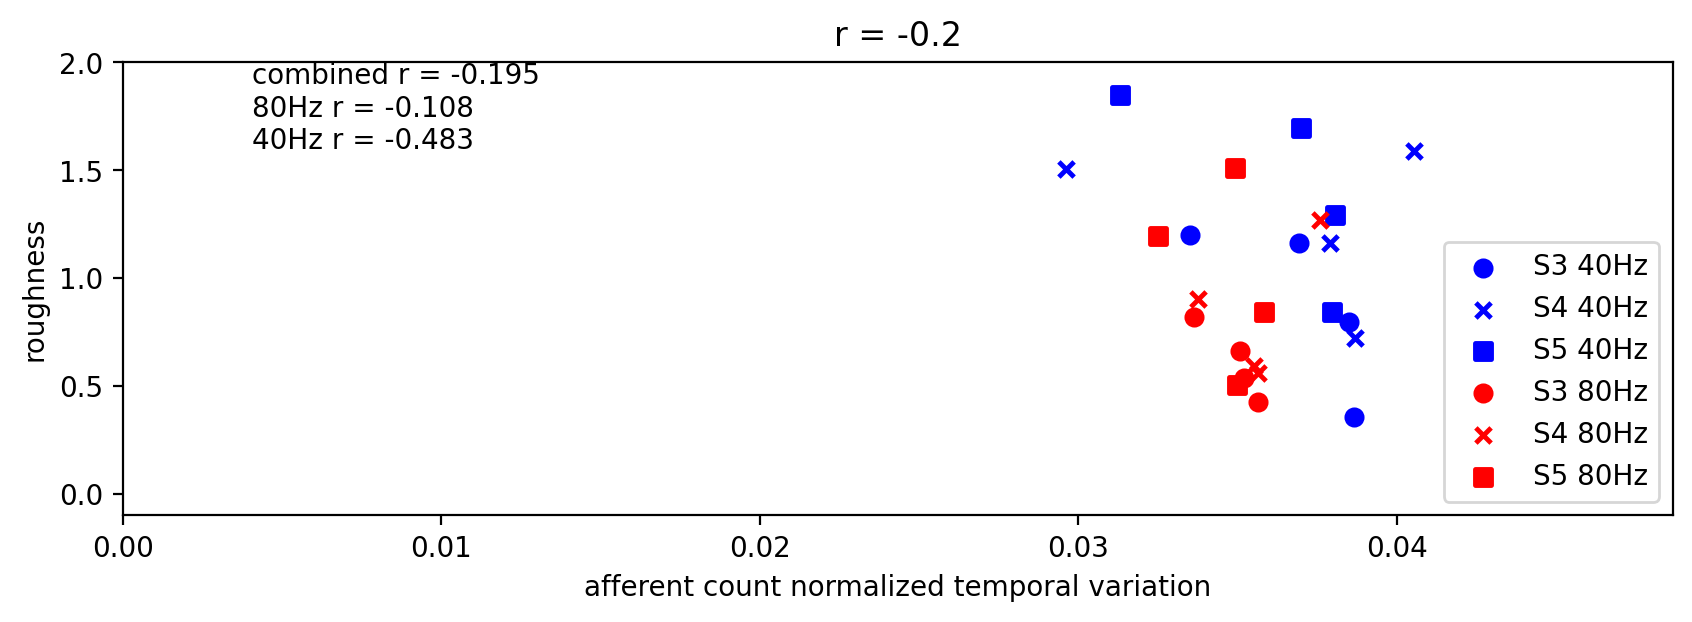 r = -0.2
combined r = -0.195
80Hz r = -0.108
40Hz r = -0.483
2.0
1.5
1.0
0.5
0.0
roughness
S3 40Hz
S4 40Hz
S5 40Hz
S3 80Hz
S4 80Hz
S5 80Hz
0.00 0.01 0.02 0.03 0.04
afferent count normalized temporal variation